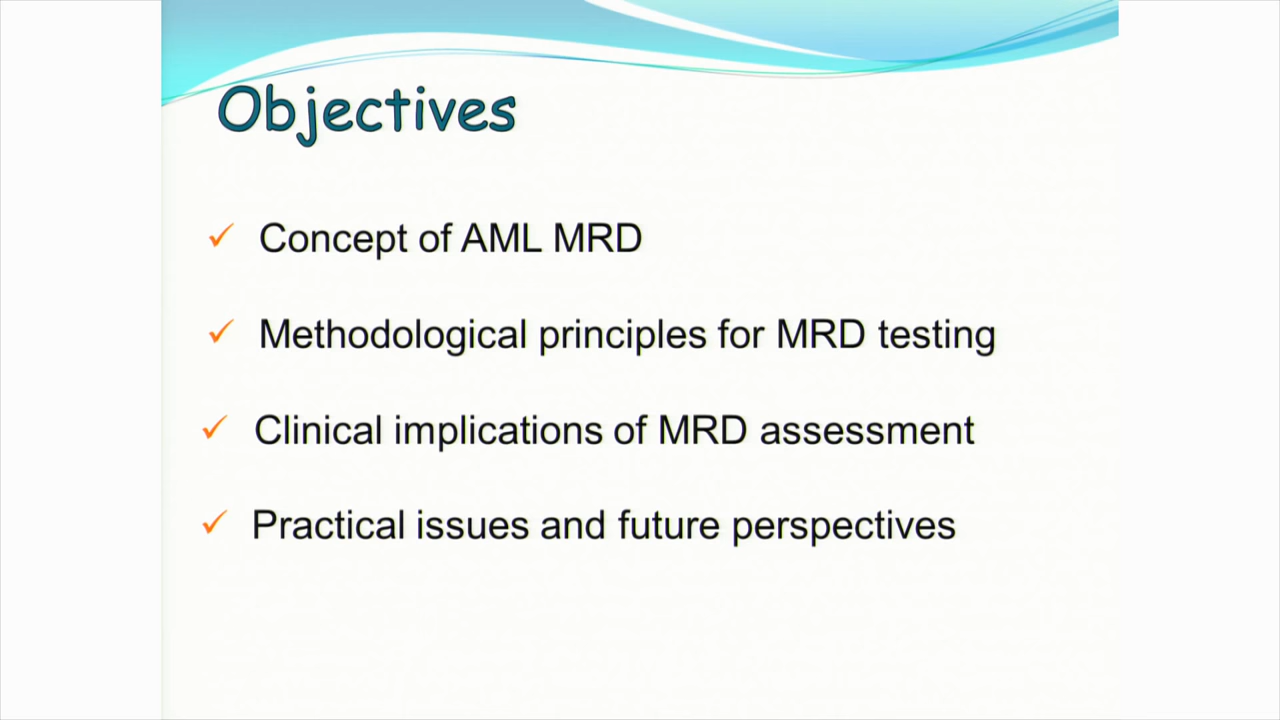 Objectives
✓ Concept of AML MRD
✓ Methodological principles for MRD testing
✓ Clinical implications of MRD assessment
✓ Practical issues and future perspectives